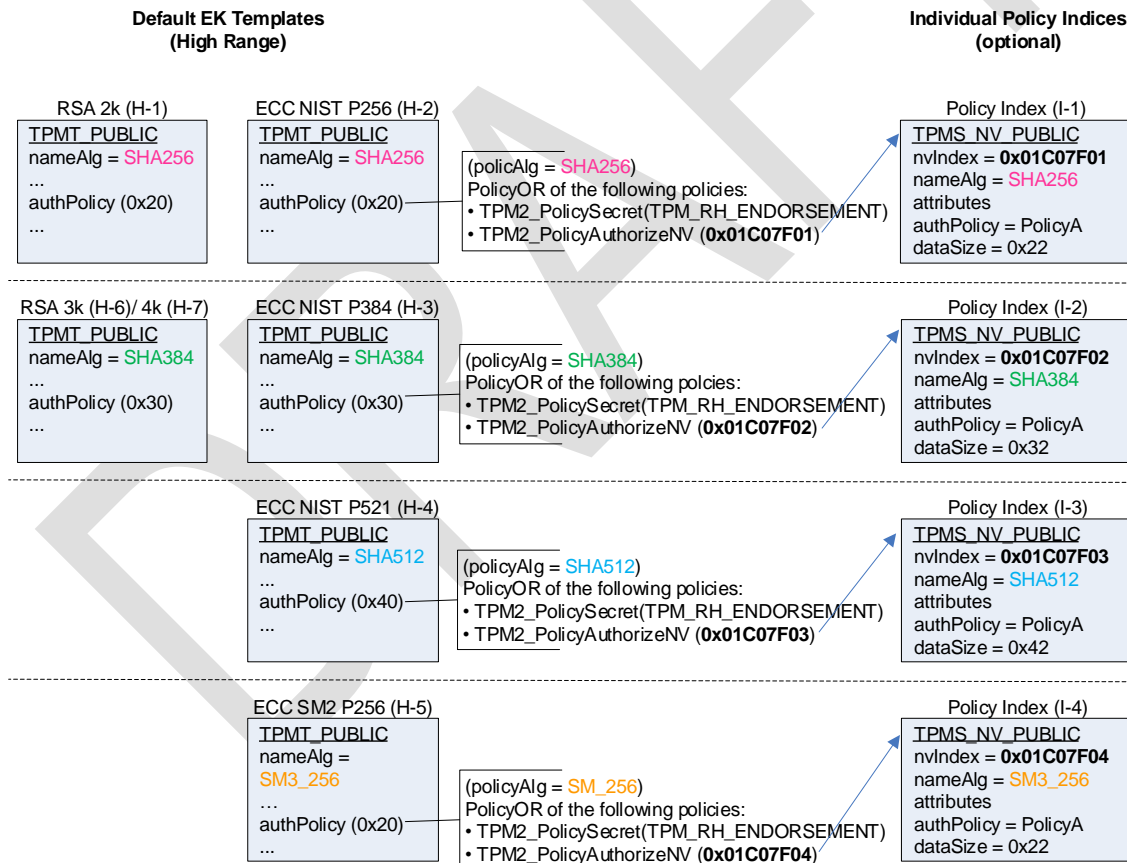 Default EK Templates
(High Range)
Individual Policy Indices
(optional)
RSA 2k (H-1)
TPMT_PUBLIC
nameAlg = SHA256
...
authPolicy (0x20)
...
ECC NIST P256 (H-2)
TPMT_PUBLIC
nameAlg = SHA256
...
authPolicy (0x20)
...
(policAlg = SHA256)
PolicyOR of the following policies:
• TPM2_PolicySecret(TPM_RH_ENDORSEMENT)
• TPM2_PolicyAuthorizeNV (0x01C07F01)
Policy Index (I-1)
TPMS_NV_PUBLIC
nvIndex = 0x01C07F01
nameAlg = SHA256
attributes
authPolicy = PolicyA
dataSize = 0x22
RSA 3k (H-6)/ 4k (H-7)
TPMT_PUBLIC
nameAlg = SHA384
...
authPolicy (0x30)
...
ECC NIST P384 (H-3)
TPMT_PUBLIC
nameAlg = SHA384
...
authPolicy (0x30)
...
(policyAlg = SHA384)
PolicyOR of the following polcies:
• TPM2_PolicySecret(TPM_RH_ENDORSEMENT)
• TPM2_PolicyAuthorizeNV (0x01C07F02)
Policy Index (I-2)
TPMS_NV_PUBLIC
nvIndex = 0x01C07F02
nameAlg = SHA384
attributes
authPolicy = PolicyA
dataSize = 0x32
ECC NIST P521 (H-4)
TPMT_PUBLIC
nameAlg = SHA512
...
authPolicy (0x40)
...
(policyAlg = SHA512)
PolicyOR of the following policies:
• TPM2_PolicySecret(TPM_RH_ENDORSEMENT)
• TPM2_PolicyAuthorizeNV (0x01C07F03)
Policy Index (I-3)
TPMS_NV_PUBLIC
nvIndex = 0x01C07F03
nameAlg = SHA512
attributes
authPolicy = PolicyA
dataSize = 0x42
ECC SM2 P256 (H-5)
TPMT_PUBLIC
nameAlg =
SM3_256
...
authPolicy (0x20)
...
(policyAlg = SM_256)
PolicyOR of the following policies:
• TPM2_PolicySecret(TPM_RH_ENDORSEMENT)
• TPM2_PolicyAuthorizeNV (0x01C07F04)
Policy Index (I-4)
TPMS_NV_PUBLIC
nvIndex = 0x01C07F04
nameAlg = SM3_256
attributes
authPolicy = PolicyA
dataSize = 0x22